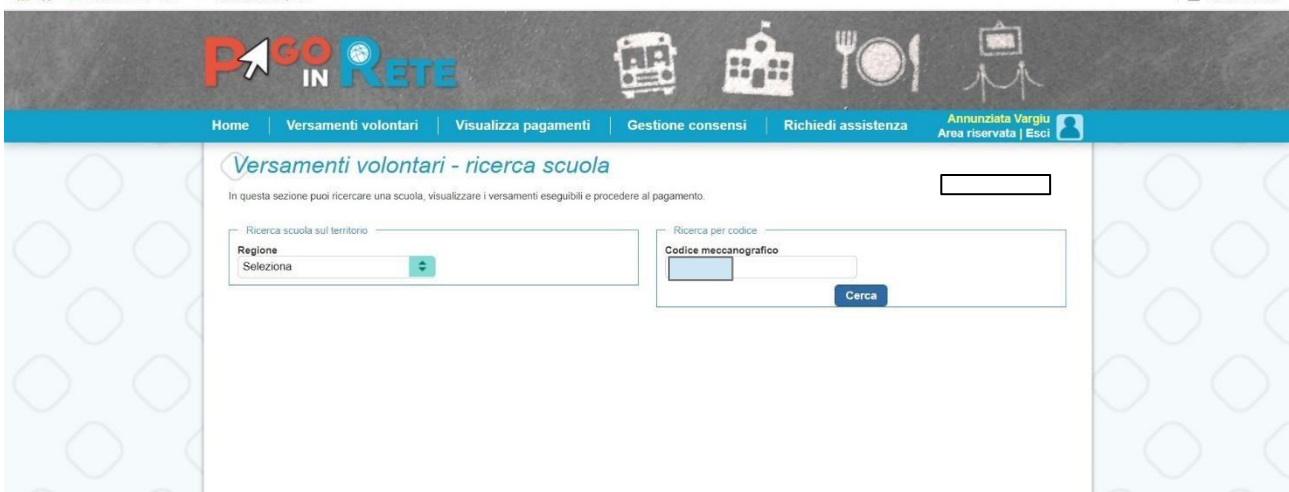 PAGO IN RETE
Home
Versamenti volontari
Visualizza pagamenti
Gestione consensi
Richiedi assistenza
Annunziata Vargiu
Area riservata | Esci
Versamenti volontari - ricerca scuola
In questa sezione puoi ricercare una scuola, visualizzare i versamenti eseguibili e procedere al pagamento.
Ricerca scuola sul territorio
Regione
Seleziona
Ricerca per codice
Codice meccanografico
Cerca